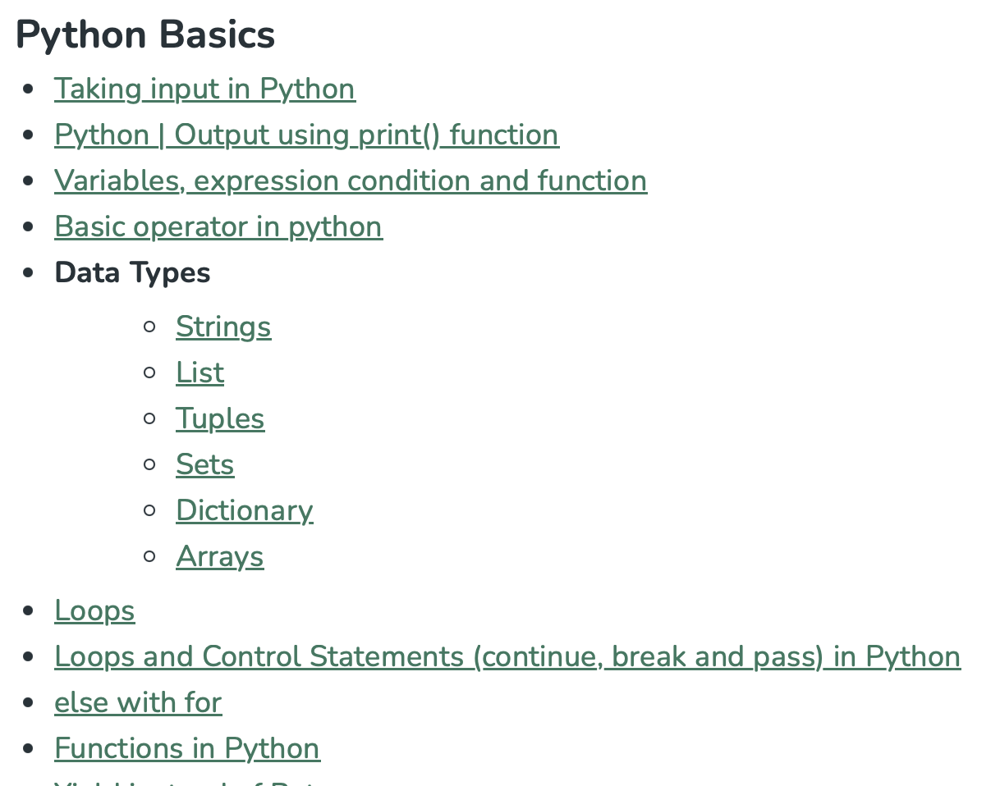 Python Basics
Taking input in Python
Python | Output using print() function
Variables, expression condition and function
Basic operator in python
Data Types
Strings
List
Tuples
Sets
Dictionary
Arrays
Loops
Loops and Control Statements (continue, break and pass) in Python
else with for
Functions in Python